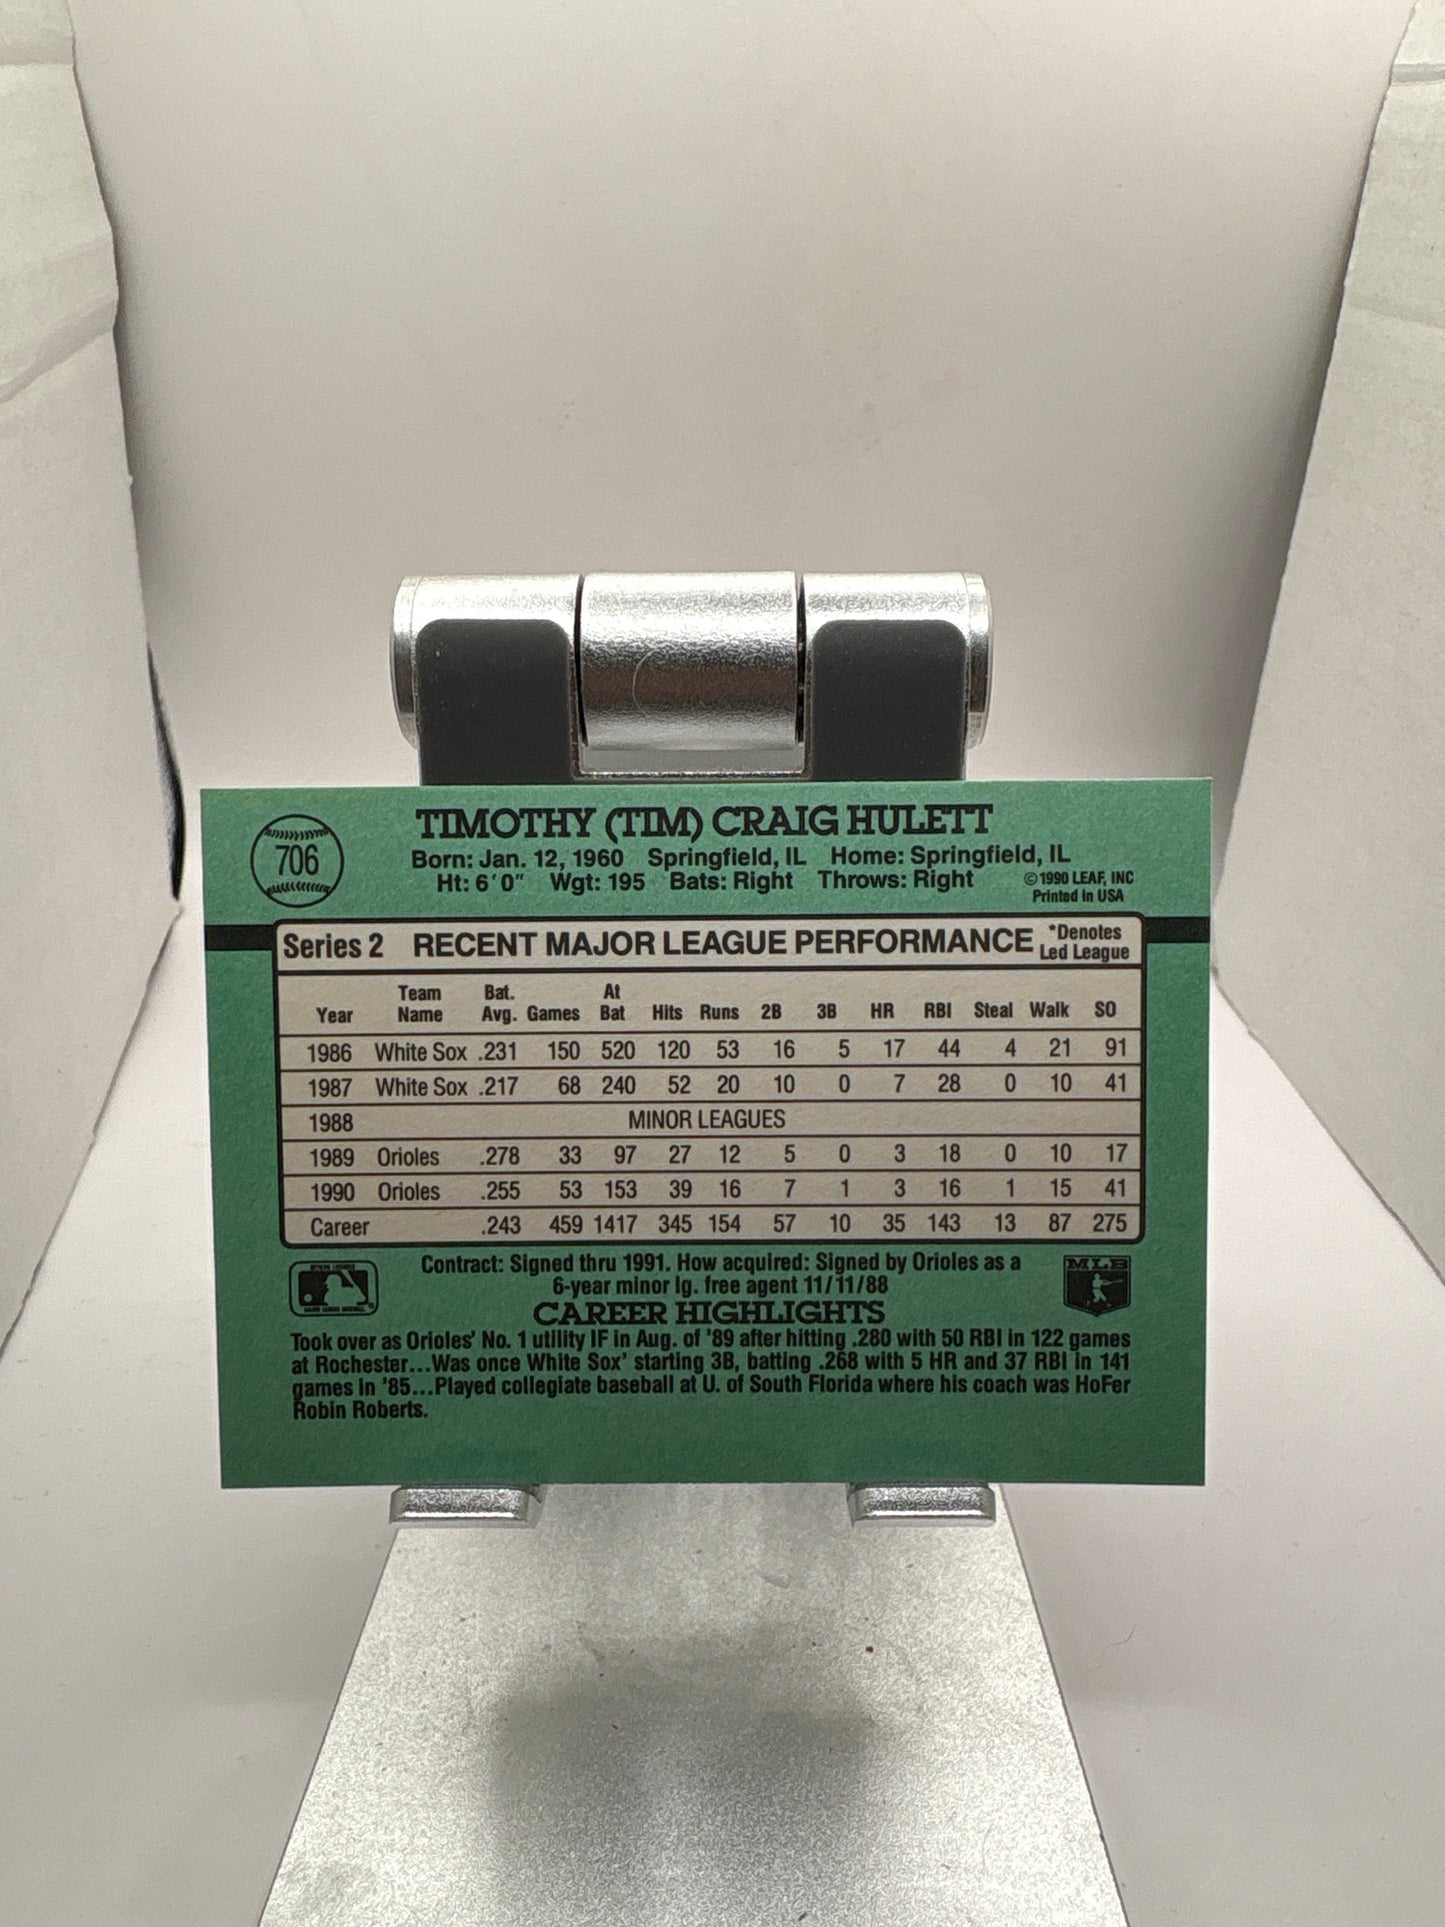 706
TIMOTHY (TIM) CRAIG HULETT
Born: Jan. 12, 1960 Springfield, IL Home: Springfield, IL
Ht: 6'0" Wgt: 195 Bats: Right Throws: Right
©1990 LEAF, INC
Printed in USA
Series 2 RECENT MAJOR LEAGUE PERFORMANCE *Denotes
Led League
Year Team Name Bat. Avg. Games At Bat Hits Runs 2B 3B HR RBI Steal Walk SO
1986 White Sox .231 150 520 120 53 16 5 17 44 4 21 91
1987 White Sox .217 68 240 52 20 10 0 7 28 0 10 41
1988 MINOR LEAGUES
1989 Orioles .278 33 97 27 12 5 0 3 18 0 10 17
1990 Orioles .255 53 153 39 16 7 1 3 16 1 15 41
Career .243 459 1417 345 154 57 10 35 143 13 87 275
Contract: Signed thru 1991. How acquired: Signed by Orioles as a
6-year minor lg. free agent 11/11/88
MLB
CAREER HIGHLIGHTS
Took over as Orioles' No. 1 utility IF in Aug. of '89 after hitting .280 with 50 RBI in 122 games
at Rochester...Was once White Sox' starting 3B, batting .268 with 5 HR and 37 RBI in 141
games in '85...Played collegiate baseball at U. of South Florida where his coach was HoFer
Robin Roberts.